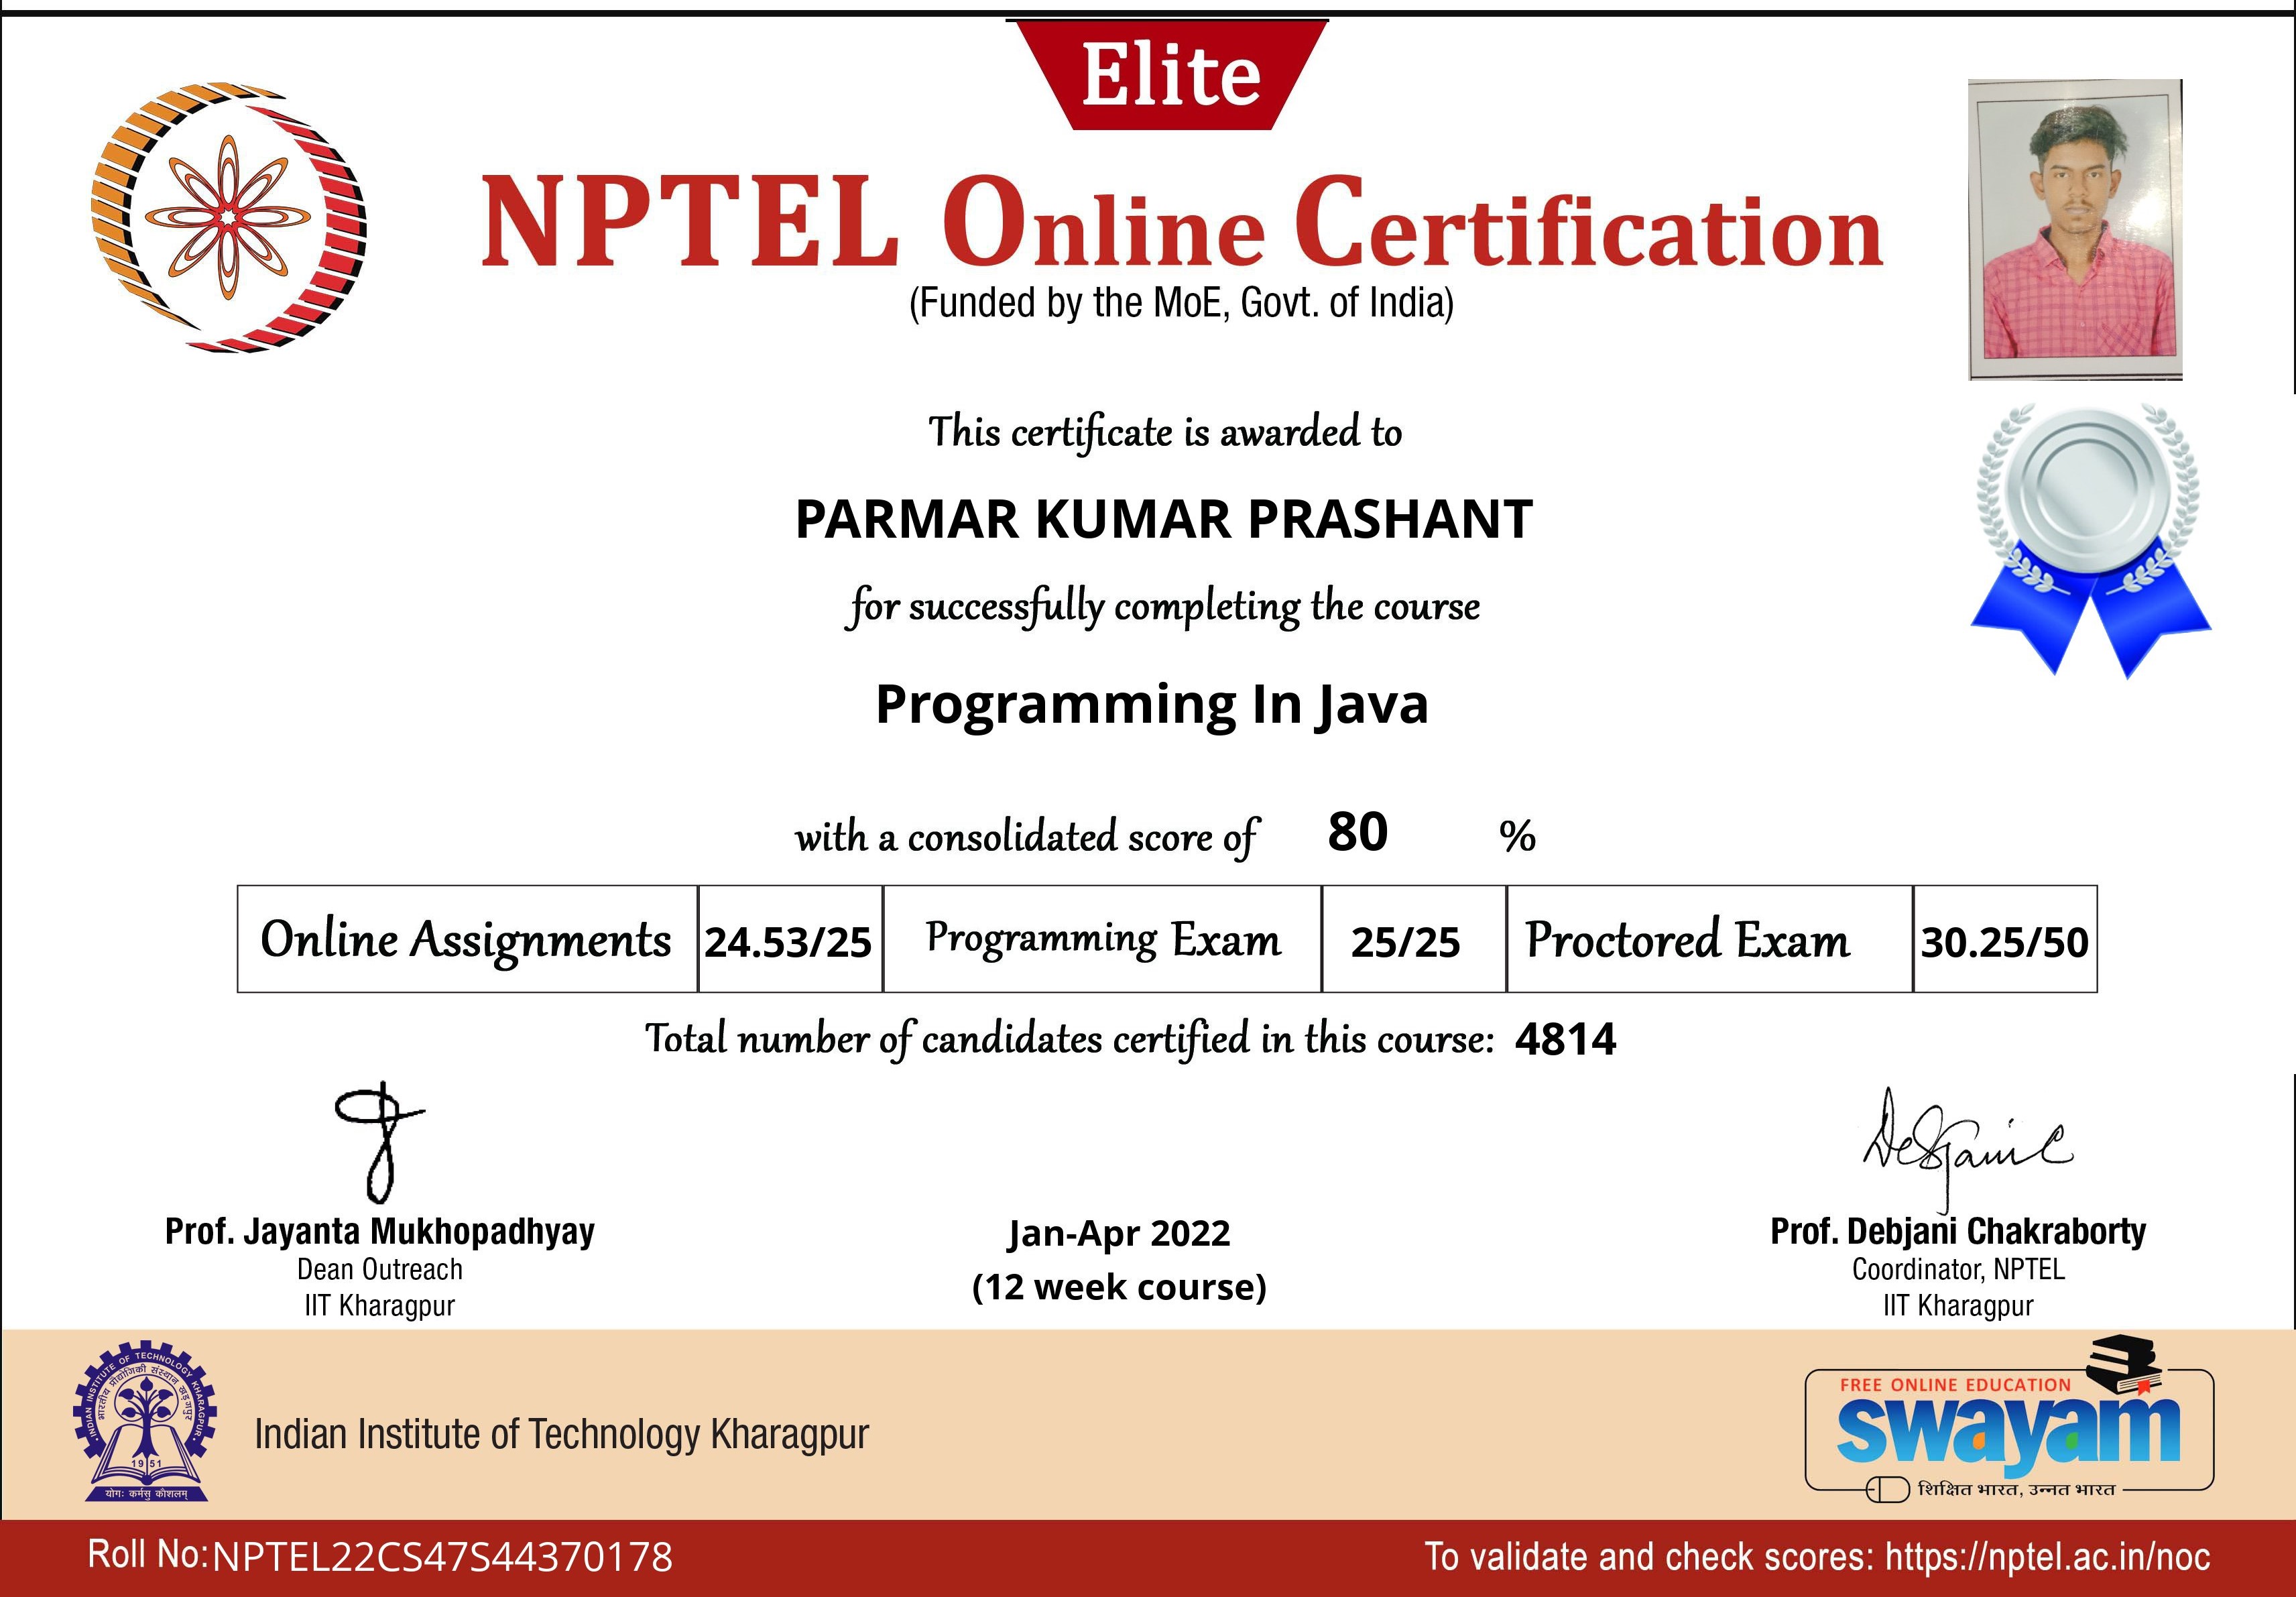 Elite
NPTEL Online Certification
(Funded by the MoE, Govt. of India)
This certificate is awarded to
PARMAR KUMAR PRASHANT
for successfully completing the course
Programming In Java
with a consolidated score of 80 %
Online Assignments 24.53/25 Programming Exam 25/25 Proctored Exam 30.25/50
Total number of candidates certified in this course: 4814
Prof. Jayanta Mukhopadhyay
Dean Outreach
IIT Kharagpur
Jan-Apr 2022
(12 week course)
Prof. Debjani Chakraborty
Coordinator, NPTEL
IIT Kharagpur
INDIAN INSTITUTE OF TECHNOLOGY KHARAGPUR
भारतीय प्रौद्योगिकी संस्थान खड़गपुर
1951
योगः कर्मसु कौशलम्
Indian Institute of Technology Kharagpur
FREE ONLINE EDUCATION
swayam
शिक्षित भारत, उन्नत भारत
Roll No: NPTEL22CS47S44370178
To validate and check scores: https://nptel.ac.in/noc